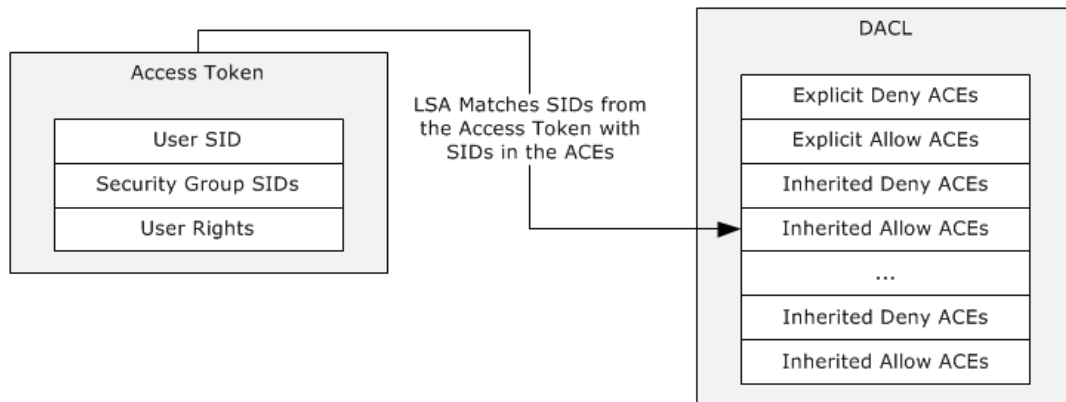 Access Token
User SID
Security Group SIDs
User Rights
LSA Matches SIDs from
the Access Token with
SIDs in the ACEs
DACL
Explicit Deny ACEs
Explicit Allow ACEs
Inherited Deny ACEs
Inherited Allow ACEs
...
Inherited Deny ACEs
Inherited Allow ACEs